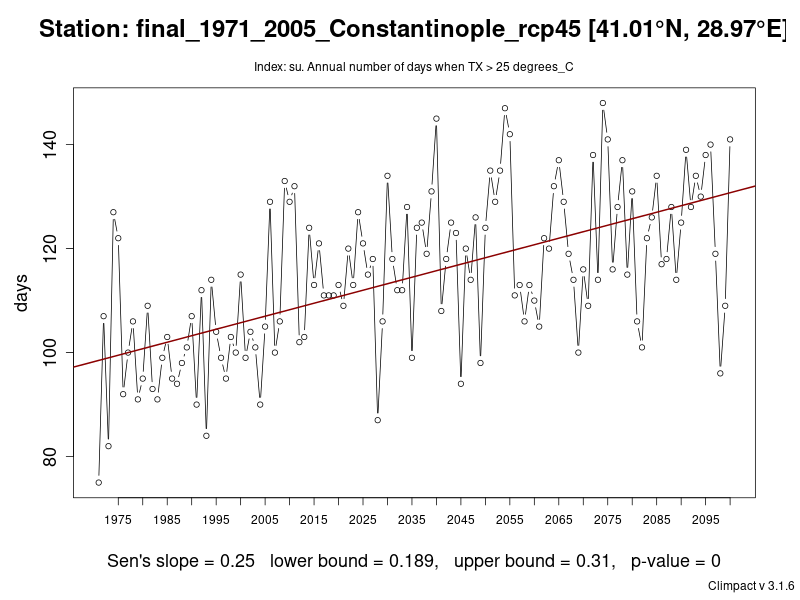 Station: final_1971_2005_Constantinople_rcp45 [41.01°N, 28.97°E]
Index: su. Annual number of days when TX > 25 degrees_C
days
140
120
100
80
1975 1985 1995 2005 2015 2025 2035 2045 2055 2065 2075 2085 2095
Sen's slope = 0.25 lower bound = 0.189, upper bound = 0.31, p-value = 0
Climpact v 3.1.6